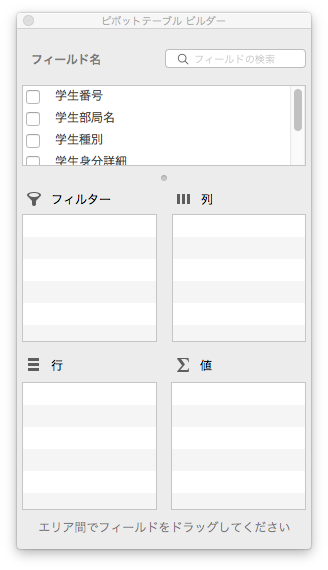 ピボットテーブル ビルダー
フィールド名
フィールドの検索
学生番号
学生部局名
学生種別
学生身分詳細
フィルター
列
行
値
エリア間でフィールドをドラッグしてください